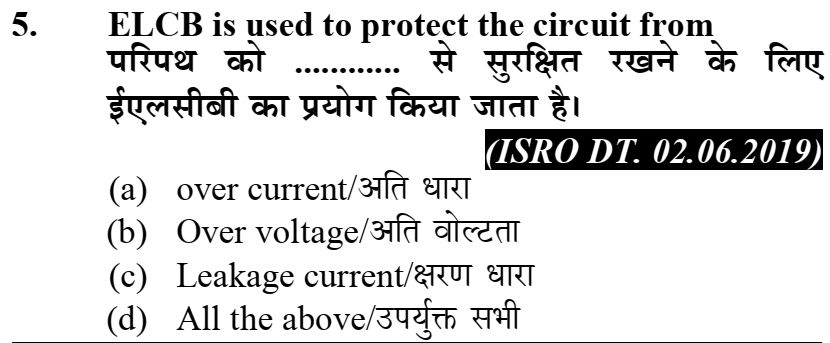 5. ELCB is used to protect the circuit from
परिपथ को ............ से सुरक्षित रखने के लिए
ईएलसीबी का प्रयोग किया जाता है।
(ISRO DT. 02.06.2019)
(a) over current/अति धारा
(b) Over voltage/अति वोल्टता
(c) Leakage current/क्षरण धारा
(d) All the above/उपर्युक्त सभी